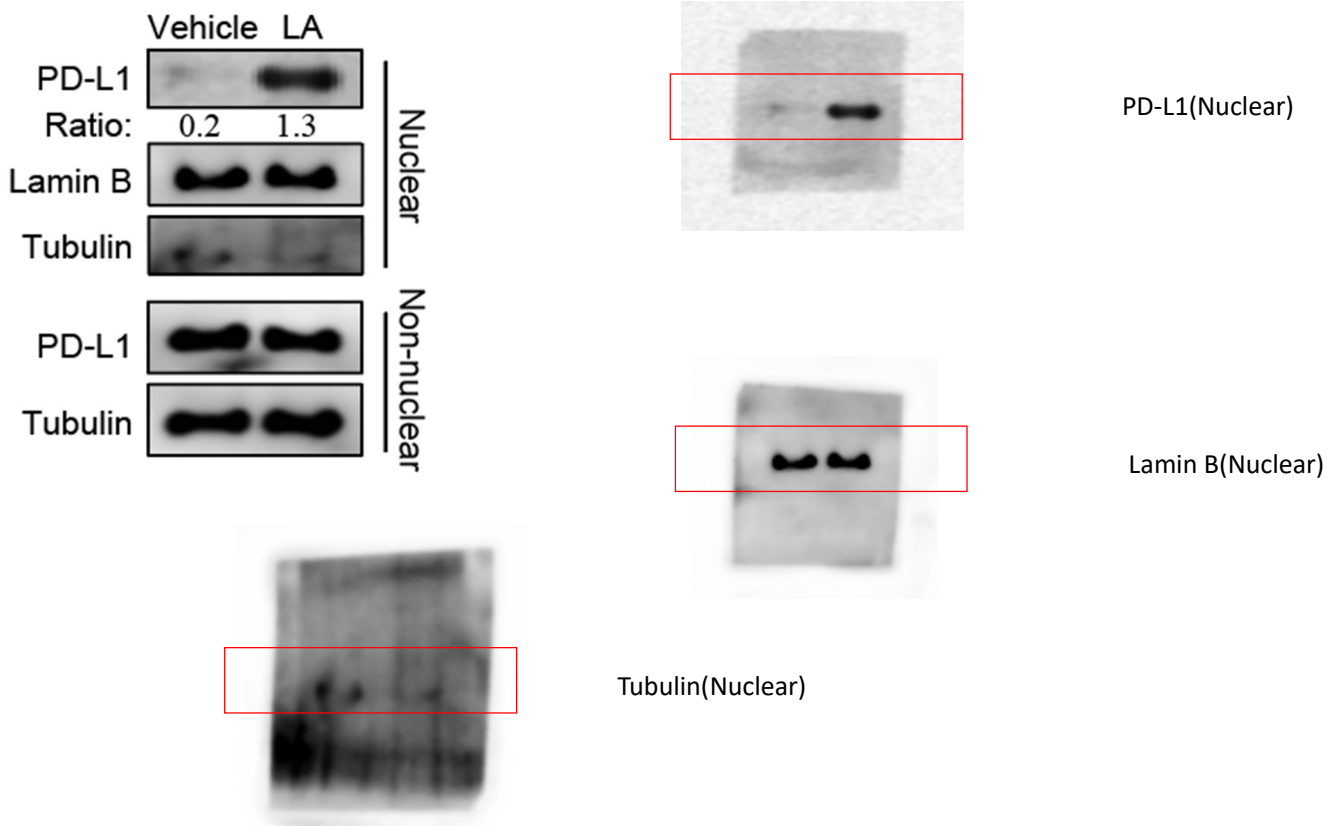 Vehicle LA
PD-L1
Ratio: 0.2 1.3
Lamin B
Tubulin
Nuclear
PD-L1
Tubulin
Non-nuclear
PD-L1(Nuclear)
Lamin B(Nuclear)
Tubulin(Nuclear)